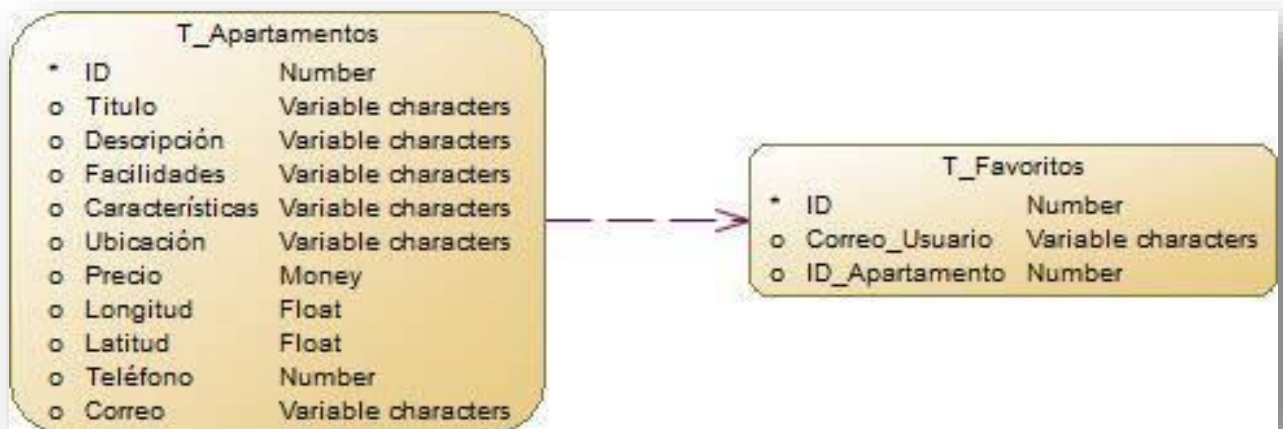 T_Apartamentos
* ID Number
o Titulo Variable characters
o Descripción Variable characters
o Facilidades Variable characters
o Características Variable characters
o Ubicación Variable characters
o Precio Money
o Longitud Float
o Latitud Float
o Teléfono Number
o Correo Variable characters
T_Favoritos
* ID Number
o Correo_Usuario Variable characters
o ID_Apartamento Number